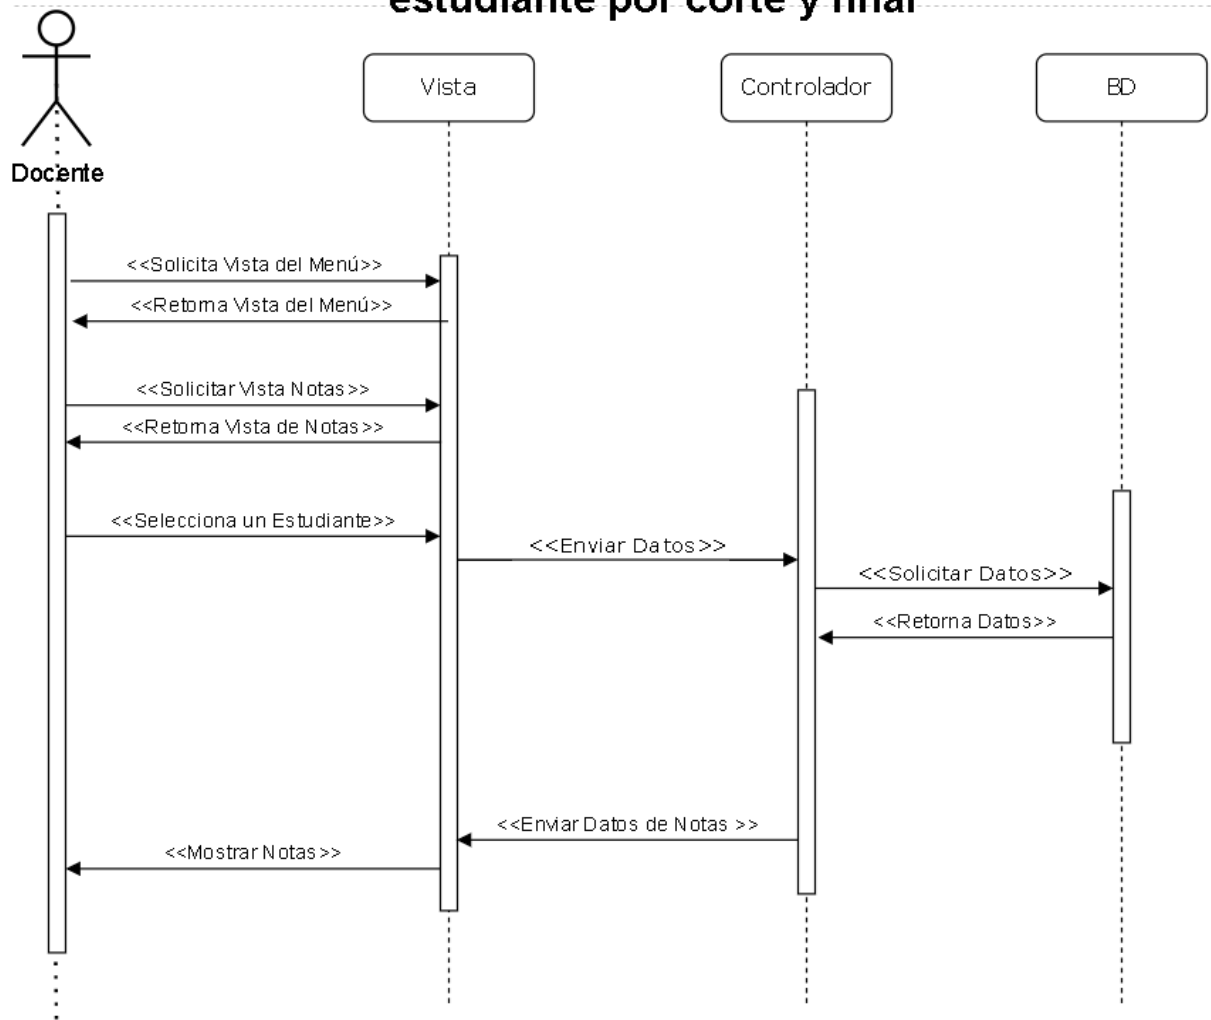 estudiante por corte y final
Vista
Controlador
BD
Docente
<<Solicita Vista del Menú>>
<<Retorna Vista del Menú>>
<<Solicitar Vista Notas>>
<<Retorna Vista de Notas>>
<<Selecciona un Estudiante>>
<<Enviar Datos>>
<<Solicitar Datos>>
<<Retorna Datos>>
<<Enviar Datos de Notas >>
<<Mostrar Notas>>